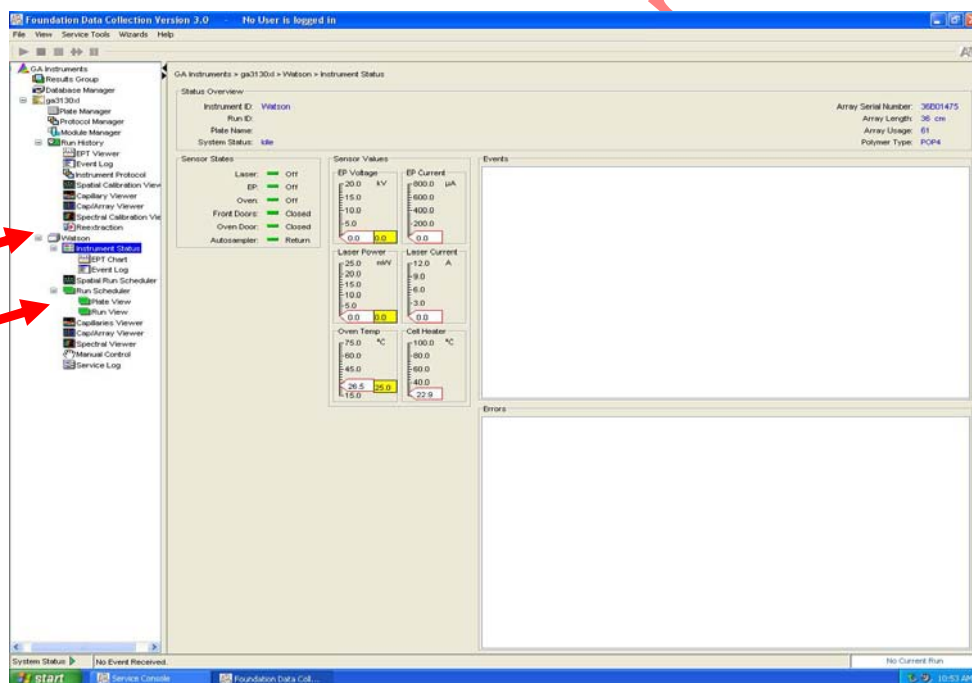 Foundation Data Collection Version 3.0 - No User is logged in
File View Service Tools Wizards Help
GA Instruments
Results Group
Database Manager
ga3130xl
Plate Manager
Protocol Manager
Module Manager
Run History
EPT Viewer
Event Log
Instrument Protocol
Spatial Calibration View
Capillary Viewer
Cap/Array Viewer
Spectral Calibration Vie
Reextraction
Watson
Instrument Status
EPT Chart
Event Log
Spatial Run Scheduler
Run Scheduler
Plate View
Run View
Capillaries Viewer
Cap/Array Viewer
Spectral Viewer
Manual Control
Service Log
GA Instruments > ga3130xl > Watson > Instrument Status
Status Overview
Instrument ID: Watson
Run ID:
Plate Name:
System Status: Idle
Array Serial Number: 36B01475
Array Length: 36 cm
Array Usage: 61
Polymer Type: POP4
Sensor States
Laser: Off
EP: Off
Oven: Off
Front Doors: Closed
Oven Door: Closed
Autosampler: Return
Sensor Values
EP Voltage
20.0 kV
15.0
10.0
5.0
0.0 0.0
EP Current
800.0 µA
600.0
400.0
200.0
0.0
Laser Power
25.0 mW
20.0
15.0
10.0
5.0
0.0 0.0
Laser Current
12.0 A
9.0
6.0
3.0
0.0
Oven Temp
75.0 °C
60.0
45.0
26.5 25.0
15.0
Cell Heater
100.0 °C
80.0
60.0
40.0
22.9
Events
Errors
System Status
No Event Received.
No Current Run
start
Service Console
Foundation Data Coll...
10:53 AM